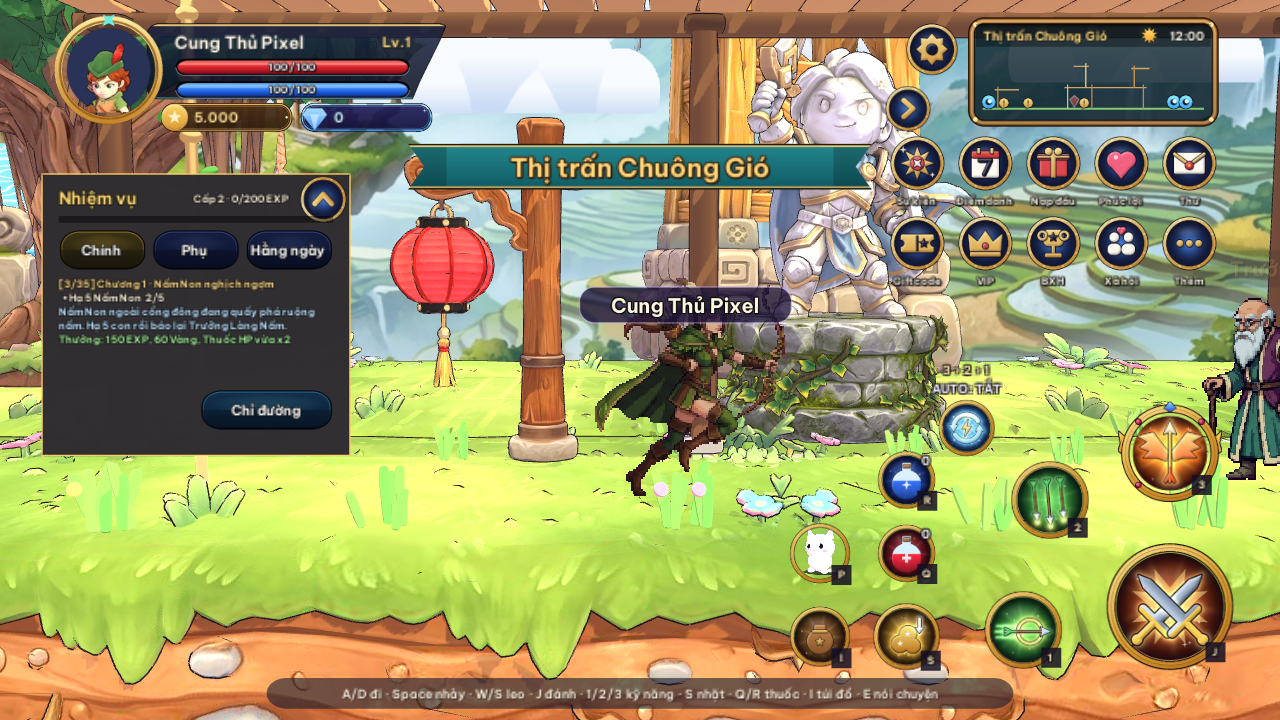 Cung Thủ Pixel
Lv.1
100/100
100/100
5.000
0
Thị trấn Chuông Gió
12:00
Thị trấn Chuông Gió
Sự kiện
Điểm danh
Nạp đầu
Phúc lợi
Thư
Giftcode
VIP
BXH
Xã hội
Thêm
Nhiệm vụ
Cấp 2 · 0/200 EXP
Chính
Phụ
Hằng ngày
[3/35] Chương 1 · Nấm Non nghịch ngợm
• Hạ 5 Nấm Non 2/5
Nấm Non ngoài cổng đông đang quấy phá ruộng
nấm. Hạ 5 con rồi báo lại Trưởng Làng Nấm.
Thưởng: 150 EXP, 60 Vàng, Thuốc HP vừa x2
Chỉ đường
Cung Thủ Pixel
3 › 2 › 1
AUTO: TẮT
0
R
3
2
P
0
Q
I
S
1
J
A/D đi · Space nhảy · W/S leo · J đánh · 1/2/3 kỹ năng · S nhặt · Q/R thuốc · I túi đồ · E nói chuyện